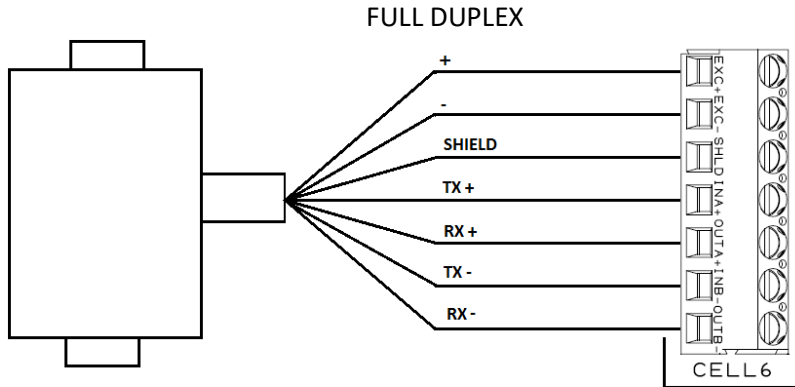 FULL DUPLEX
+
-
SHIELD
TX +
RX +
TX -
RX -
EXC+
EXC-
SHLD
INA+
OUTA+
INB-
OUTB-
CELL6